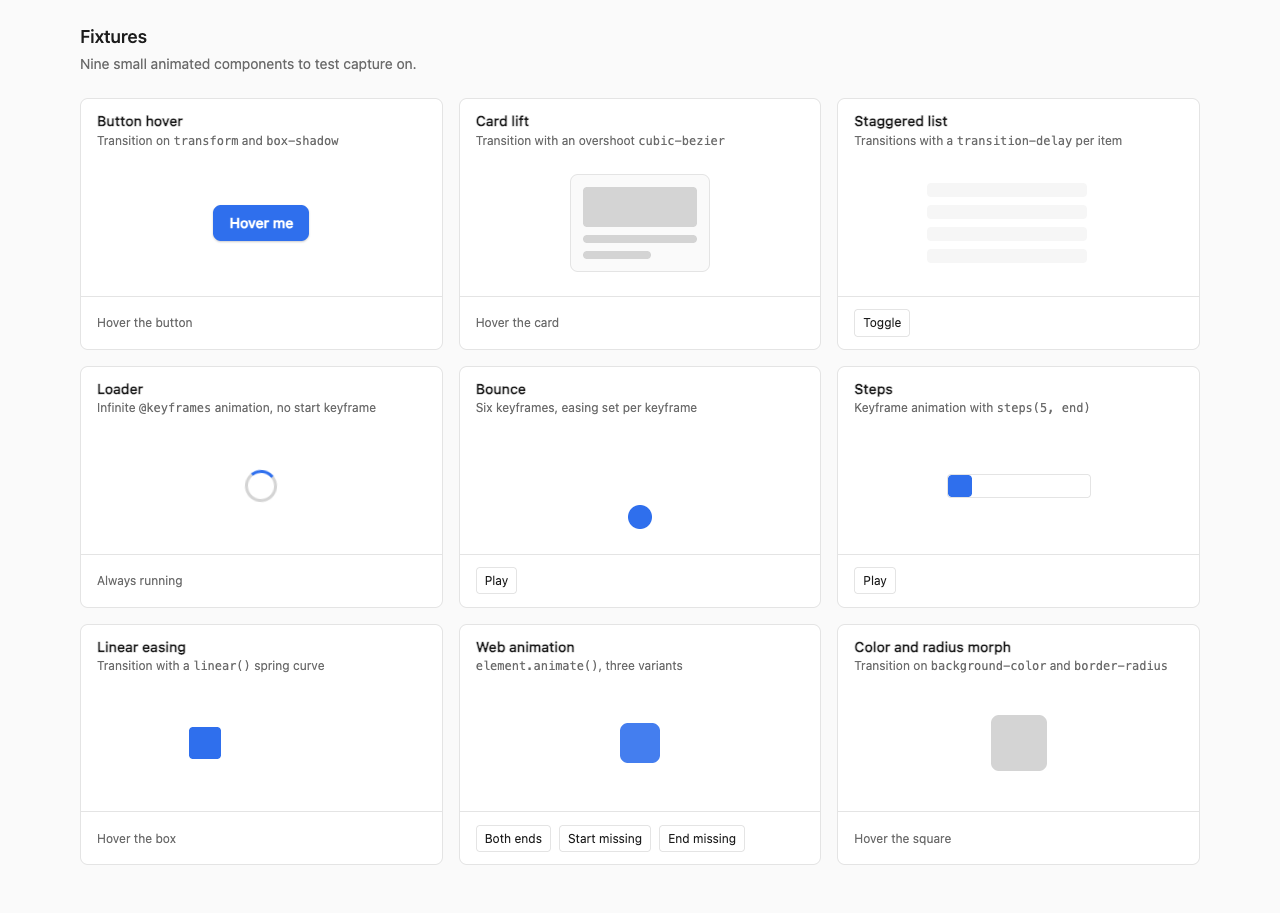 Fixtures
Nine small animated components to test capture on.
Button hover
Transition on transform and box-shadow
Hover me
Hover the button
Card lift
Transition with an overshoot cubic-bezier
Hover the card
Staggered list
Transitions with a transition-delay per item
Toggle
Loader
Infinite @keyframes animation, no start keyframe
Always running
Bounce
Six keyframes, easing set per keyframe
Play
Steps
Keyframe animation with steps(5, end)
Play
Linear easing
Transition with a linear() spring curve
Hover the box
Web animation
element.animate(), three variants
Both ends
Start missing
End missing
Color and radius morph
Transition on background-color and border-radius
Hover the square